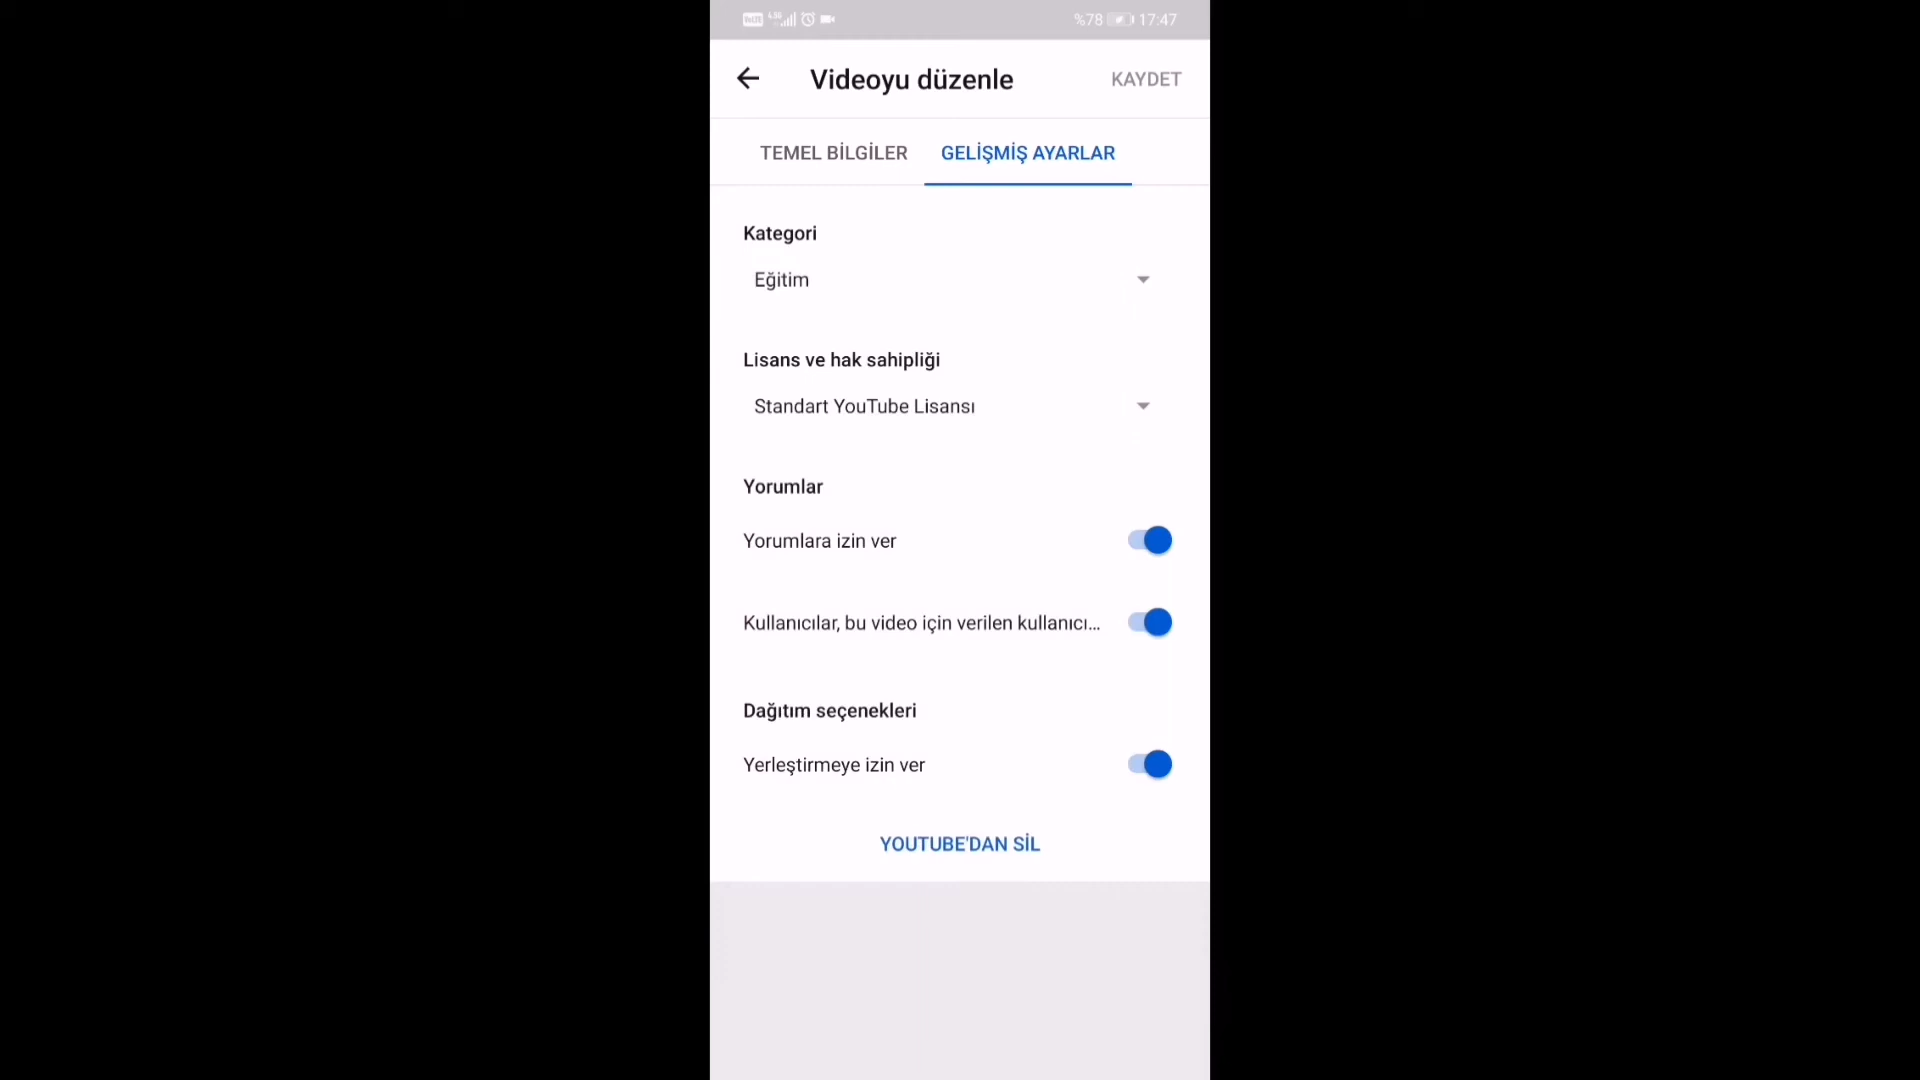 %78 17:47
Videoyu düzenle KAYDET
TEMEL BİLGİLER GELİŞMİŞ AYARLAR
Kategori
Eğitim
Lisans ve hak sahipliği
Standart YouTube Lisansı
Yorumlar
Yorumlara izin ver
Kullanıcılar, bu video için verilen kullanıcı...
Dağıtım seçenekleri
Yerleştirmeye izin ver
YOUTUBE'DAN SİL